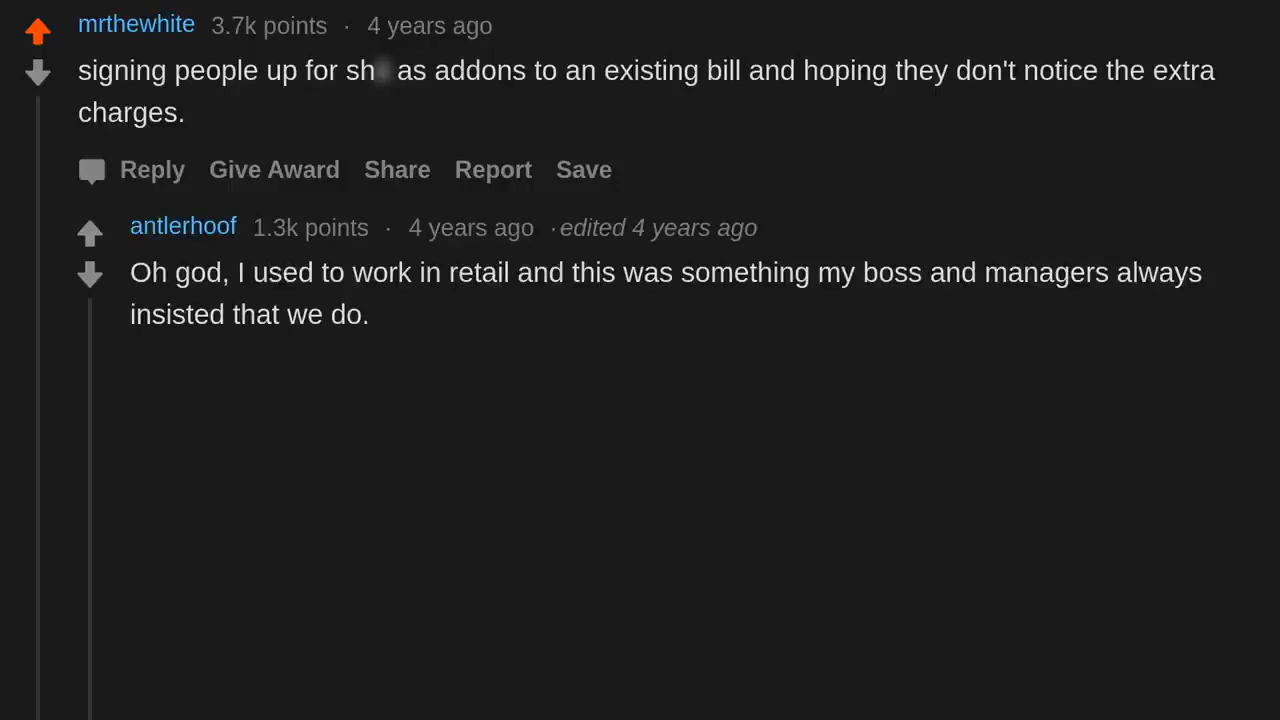 mrthewhite 3.7k points · 4 years ago
signing people up for sh as addons to an existing bill and hoping they don't notice the extra
charges.
Reply Give Award Share Report Save
antlerhoof 1.3k points · 4 years ago · edited 4 years ago
Oh god, I used to work in retail and this was something my boss and managers always
insisted that we do.